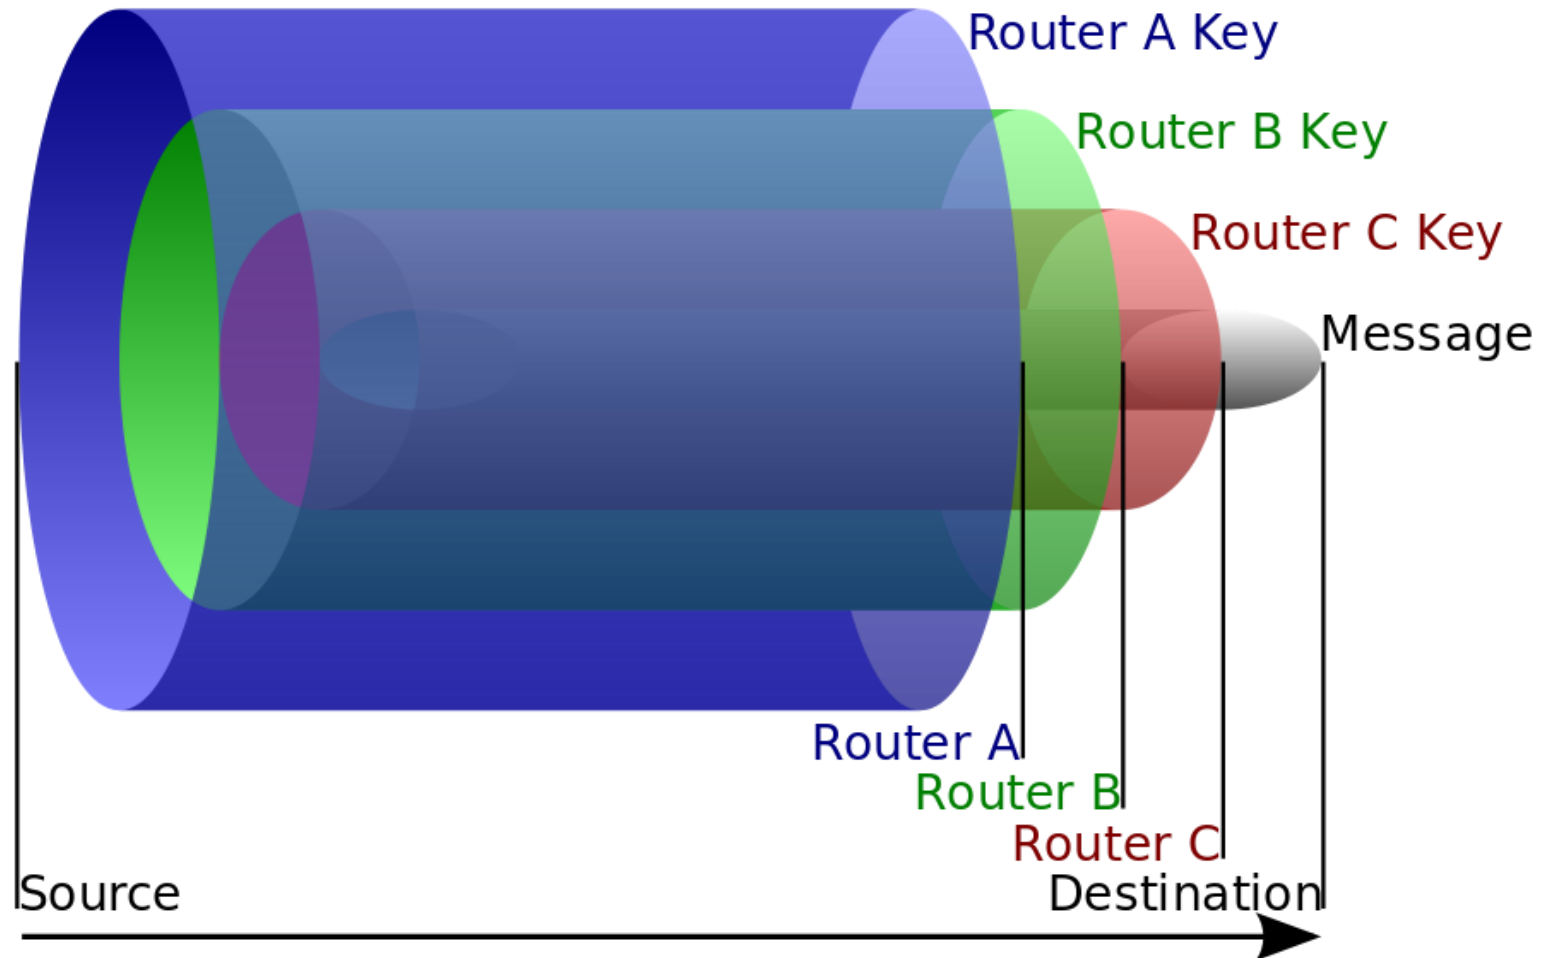 Router A Key
Router B Key
Router C Key
Message
Router A
Router B
Router C
Source
Destination